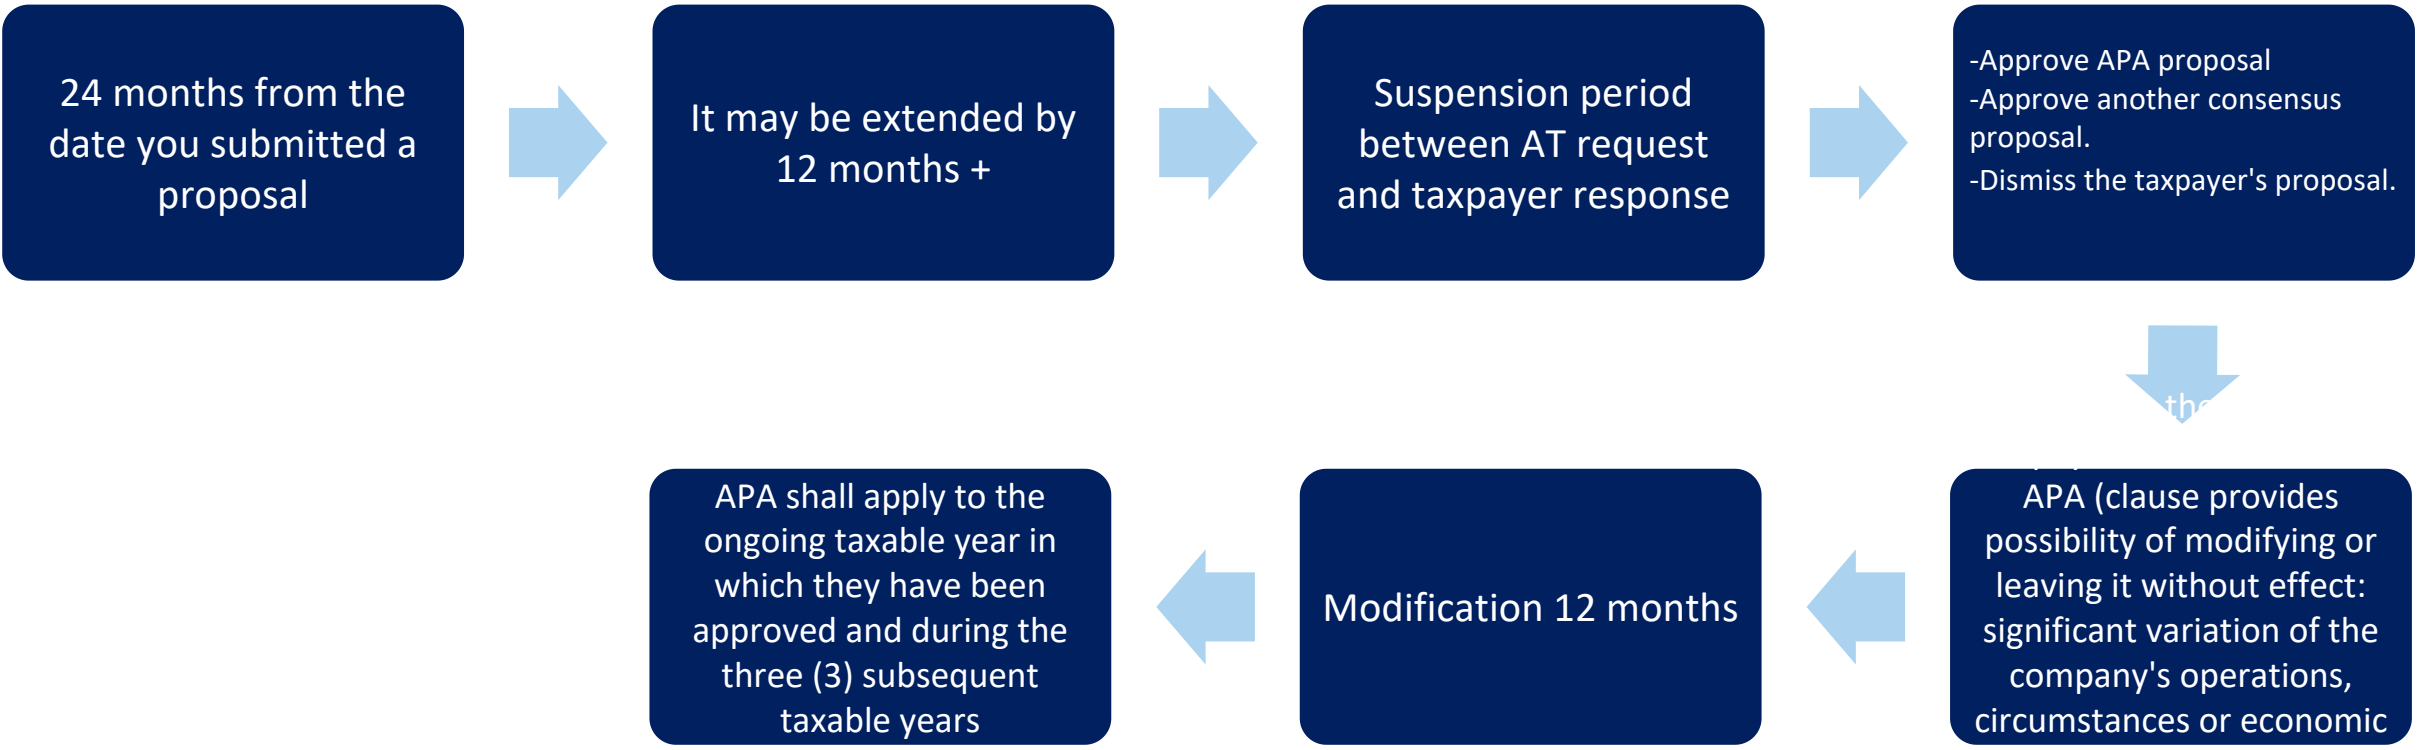 24 months from the
date you submitted a
proposal
It may be extended by
12 months +
Suspension period
between AT request
and taxpayer response
-Approve APA proposal
-Approve another consensus
proposal.
-Dismiss the taxpayer's proposal.
the
APA (clause provides
possibility of modifying or
leaving it without effect:
significant variation of the
company's operations,
circumstances or economic
Modification 12 months
APA shall apply to the
ongoing taxable year in
which they have been
approved and during the
three (3) subsequent
taxable years